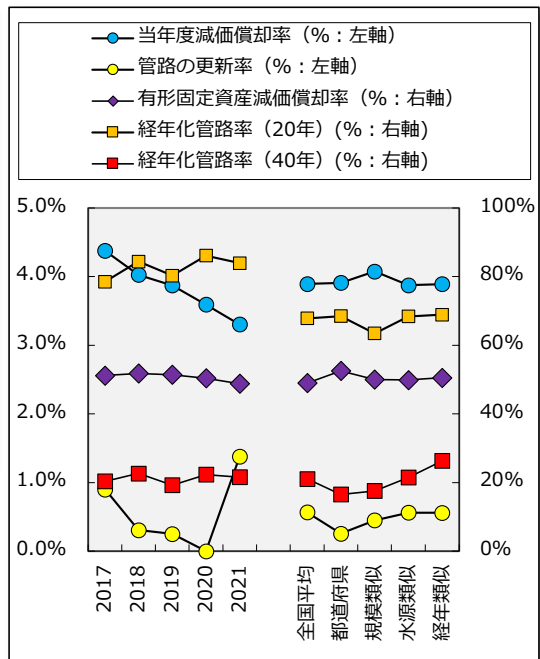 当年度減価償却率（%：左軸）
管路の更新率（%：左軸）
有形固定資産減価償却率（%：右軸）
経年化管路率（20年）(%：右軸)
経年化管路率（40年）(%：右軸)
5.0% 100%
4.0% 80%
3.0% 60%
2.0% 40%
1.0% 20%
0.0% 0%
2017
2018
2019
2020
2021
全国平均
都道府県
規模類似
水源類似
経年類似